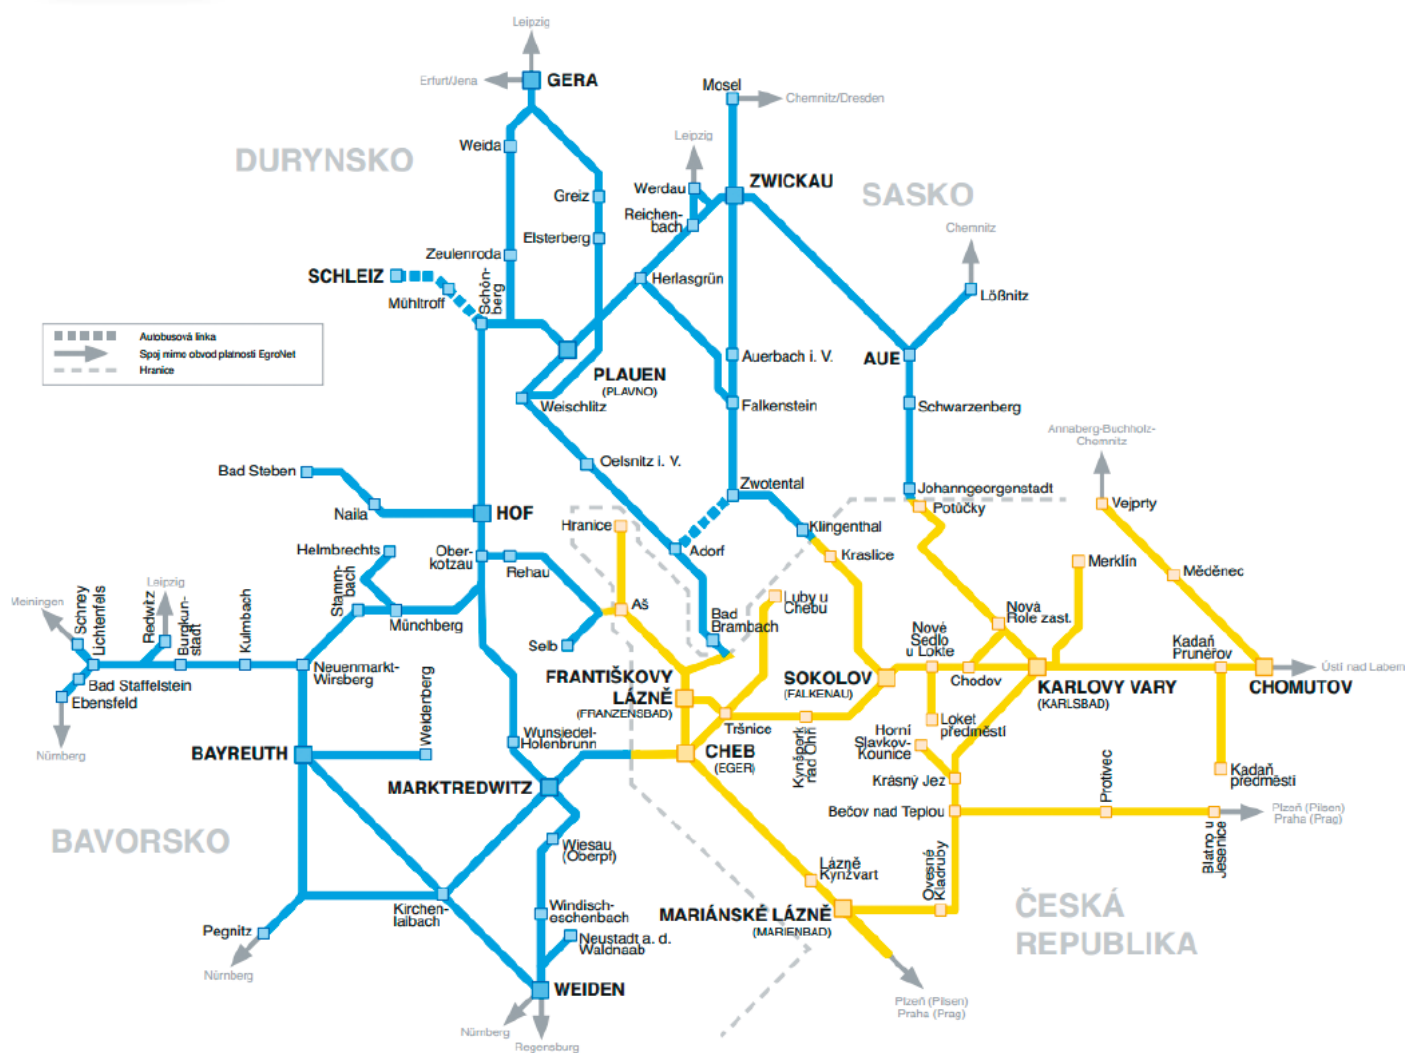 Leipzig
Erfurt/Jena
GERA
Mosel
Chemnitz/Dresden
DURYNSKO
Weida
Leipzig
Greiz
Werdau
ZWICKAU
SASKO
Reichen-
bach
Elsterberg
Chemnitz
Zeulenroda
SCHLEIZ
Mühltroff
Schön-
berg
Herlasgrün
Lößnitz
Autobusová linka
Spoj mimo obvod platnosti EgroNet
Hranice
PLAUEN
(PLAVNO)
Auerbach i. V.
AUE
Weischlitz
Falkenstein
Schwarzenberg
Annaberg-Buchholz-
Chemnitz
Bad Steben
Oelsnitz i. V.
Zwotental
Johanngeorgenstadt
Naila
HOF
Hranice
Klingenthal
Potůčky
Vejprty
Helmbrechts
Ober-
kotzau
Rehau
Adorf
Kraslice
Merklín
Měděnec
Meiningen
Schney
Lichtenfels
Leipzig
Redwitz
Burgkun-
stadt
Kulmbach
Stamm-
bach
Münchberg
Selb
Aš
Bad
Brambach
Luby u
Chebu
Nová
Role zast.
Nové
Sedlo
u Lokte
Kadaň
Prunéřov
Bad Staffelstein
Ebensfeld
Neuenmarkt-
Wirsberg
FRANTIŠKOVY
LÁZNĚ
(FRANZENSBAD)
SOKOLOV
(FALKENAU)
Chodov
KARLOVY VARY
(KARLSBAD)
CHOMUTOV
Ústí nad Labem
Nürnberg
BAYREUTH
Weidenberg
Wunsiedel-
Holenbrunn
CHEB
(EGER)
Tršnice
Kynšperk
nad Ohří
Loket
předměstí
Horní
Slavkov-
Kounice
Krásný Jez
Kadaň
předměstí
MARKTREDWITZ
Bečov nad Teplou
Protivec
Blatno u
Jesenice
Plzeň (Pilsen)
Praha (Prag)
BAVORSKO
Wiesau
(Oberpf)
Lázně
Kynžvart
Ovesné
Kladruby
Kirchen-
laibach
Windisch-
eschenbach
MARIÁNSKÉ LÁZNĚ
(MARIENBAD)
ČESKÁ
REPUBLIKA
Pegnitz
Nürnberg
Neustadt a. d.
Waldnaab
WEIDEN
Nürnberg
Regensburg
Plzeň (Pilsen)
Praha (Prag)